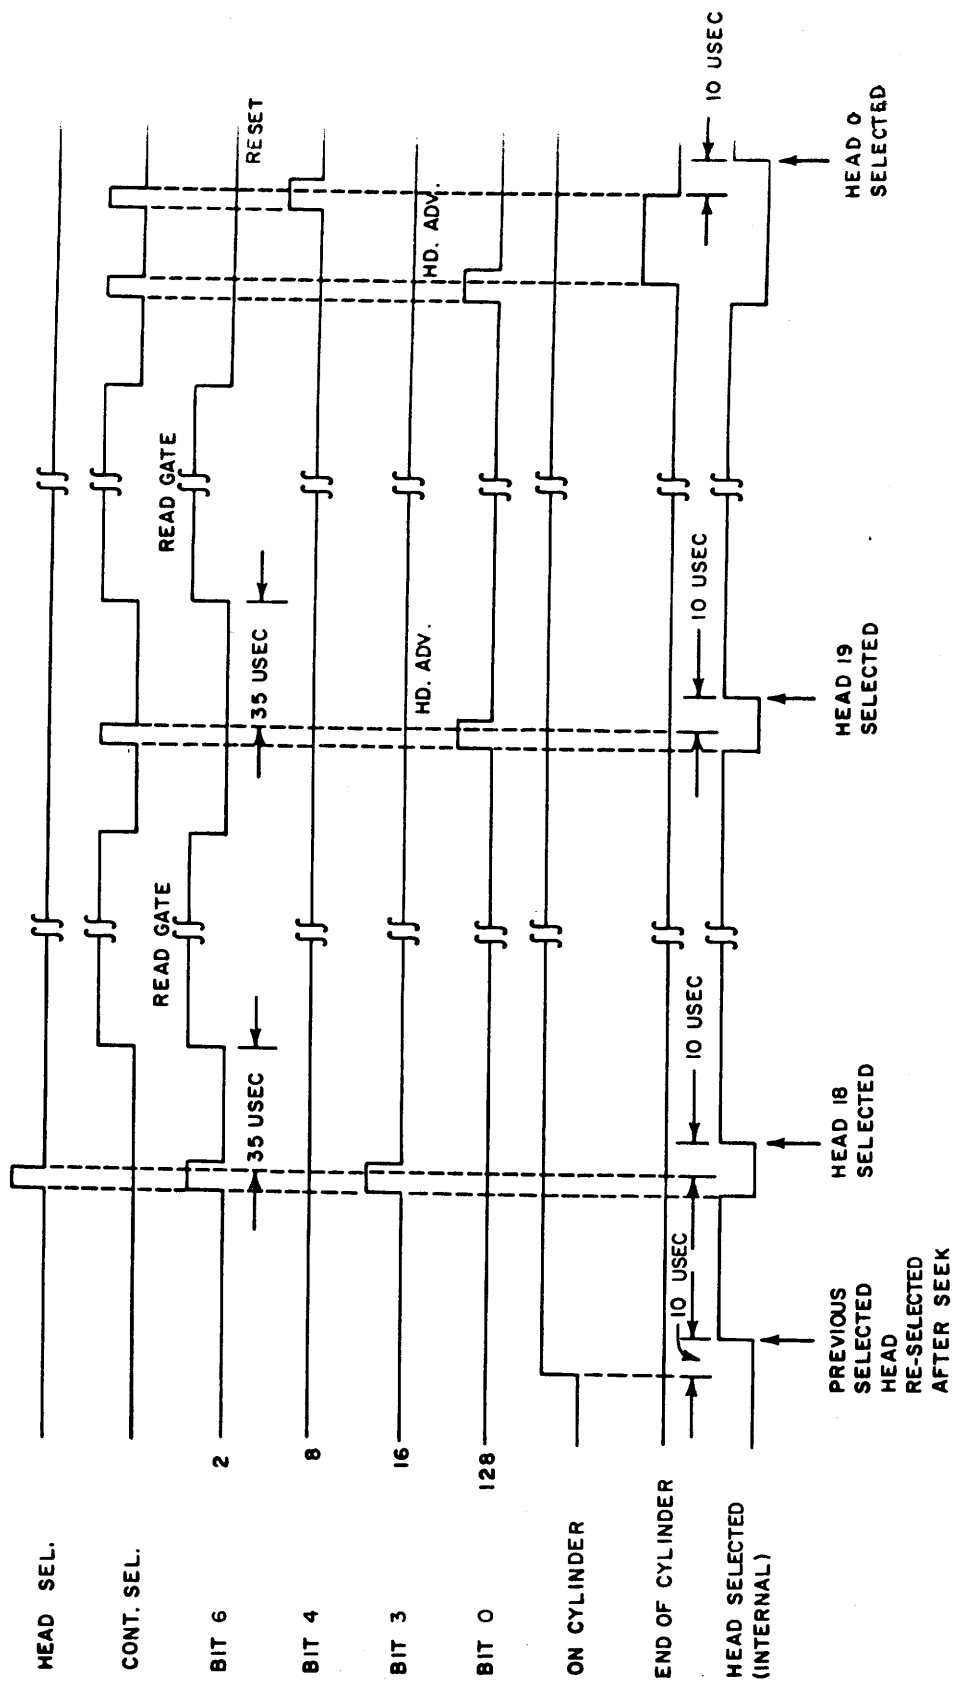 HEAD SEL.
CONT. SEL.
BIT 6 2
READ GATE
READ GATE
35 USEC
35 USEC
RESET
BIT 4 8
BIT 3 16
HD. ADV.
HD. ADV.
BIT 0 128
ON CYLINDER
END OF CYLINDER
10 USEC
10 USEC
10 USEC
10 USEC
HEAD SELECTED
(INTERNAL)
PREVIOUS
SELECTED
HEAD
RE-SELECTED
AFTER SEEK
HEAD 18
SELECTED
HEAD 19
SELECTED
HEAD 0
SELECTED